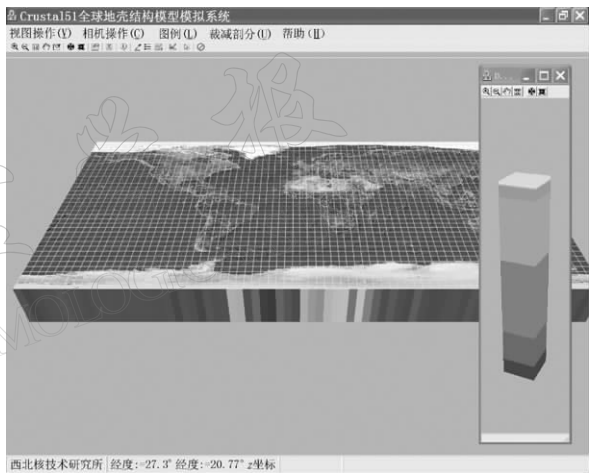 Crustal51全球地壳结构模型模拟系统
视图操作(V) 相机操作(C) 图例(L) 裁减剖分(U) 帮助(H)
西北核技术研究所 经度:-27.3° 经度:-20.77° z坐标